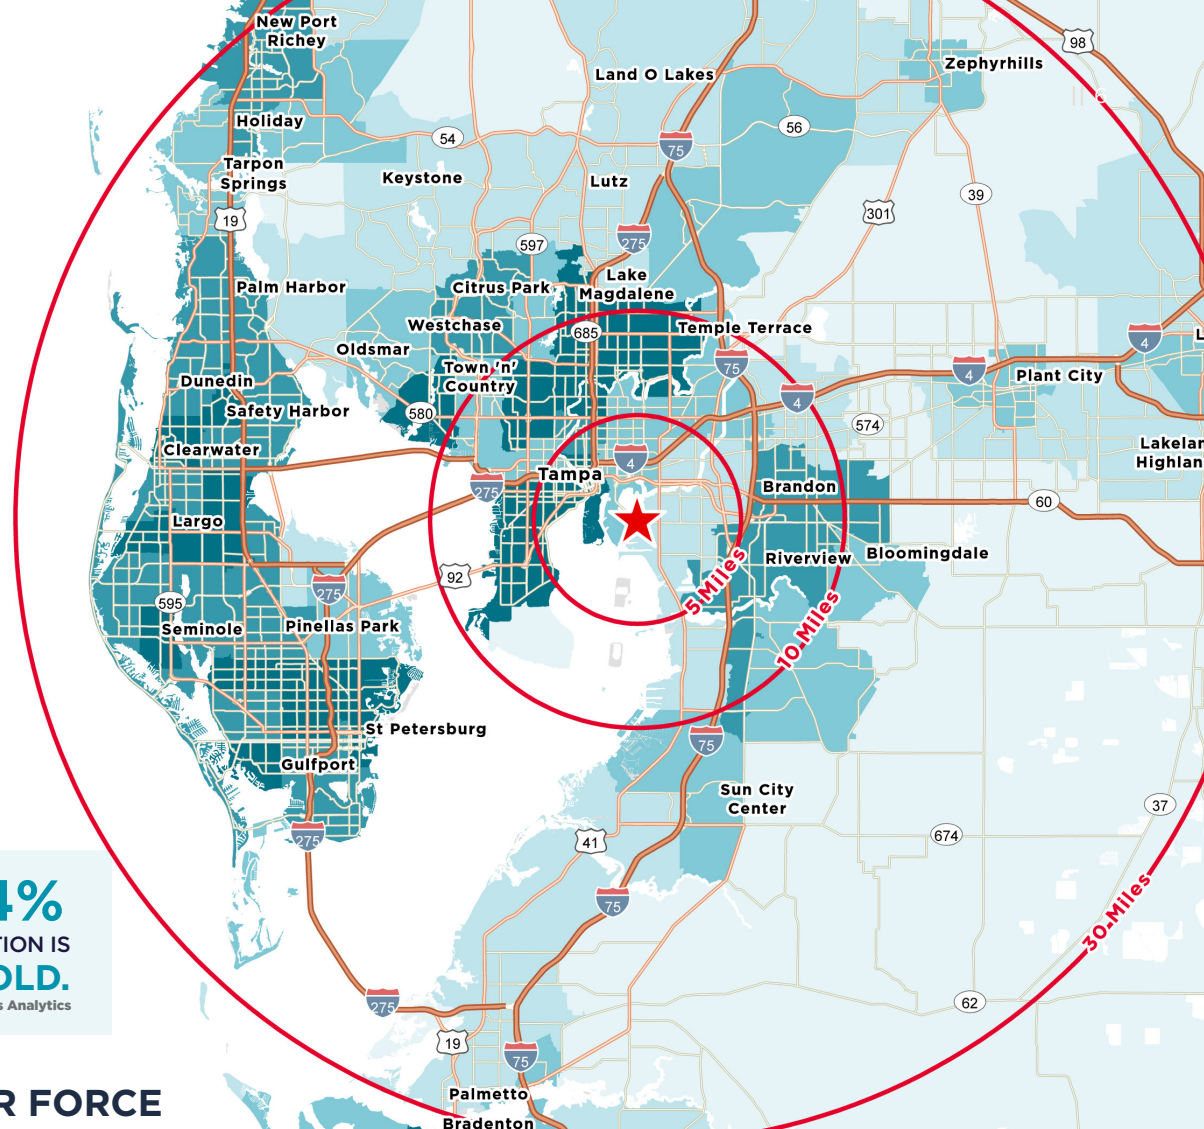 New Port
Richey
98
Zephyrhills
Land O Lakes
Holiday
54
75
56
Tarpon
Springs
Keystone
Lutz
39
301
19
597
275
Palm Harbor
Citrus Park
Lake
Magdalene
Westchase
685
Temple Terrace
4
L
Oldsmar
Town 'n'
Country
75
4
Plant City
Dunedin
4
Safety Harbor
580
574
Clearwater
4
Lakelan
Highlan
Tampa
275
Brandon
60
Largo
Riverview
Bloomingdale
92
5 Miles
275
595
10 Miles
Seminole
Pinellas Park
St Petersburg
75
Gulfport
Sun City
Center
37
275
41
674
4%
75
30 Miles
TION IS
OLD.
s Analytics
275
62
19
75
Palmetto
R FORCE
Bradenton